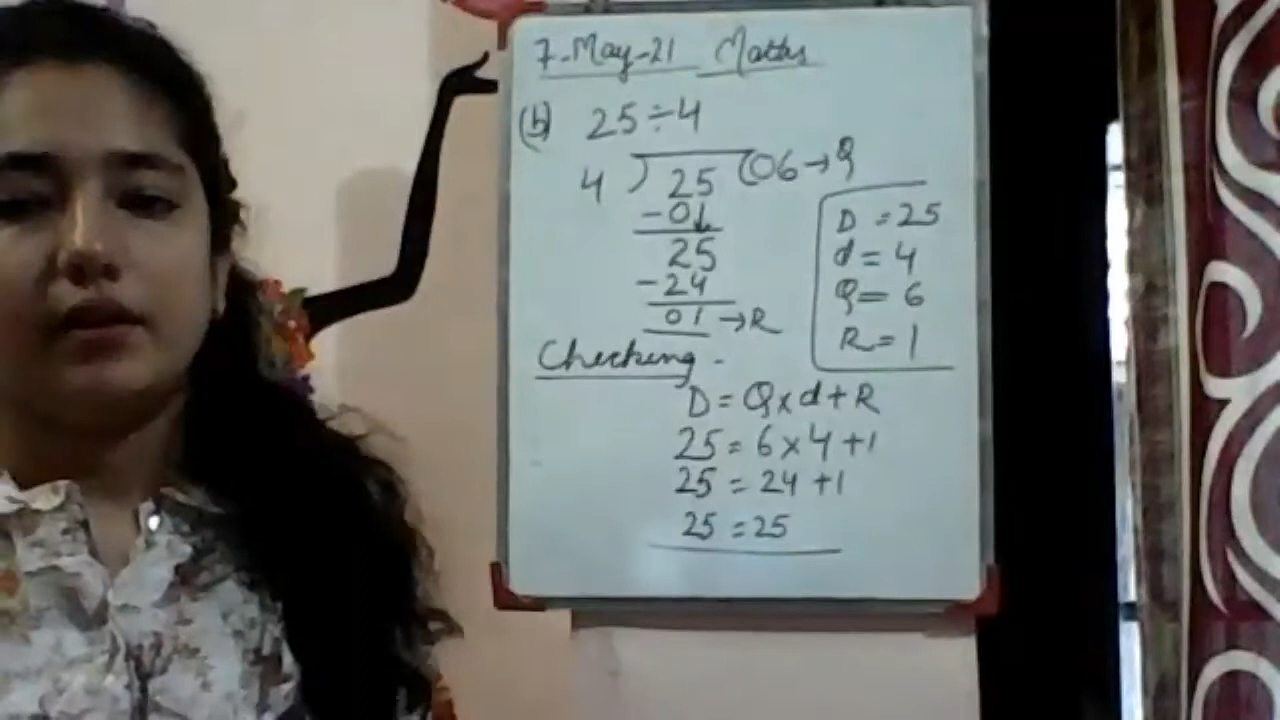 7-May-21 Maths
(b) 25÷4
4)25(06→Q
-0↓
25
-24
01→R
D=25
d=4
Q=6
R=1
Checking-
D=Q×d+R
25=6×4+1
25=24+1
25=25